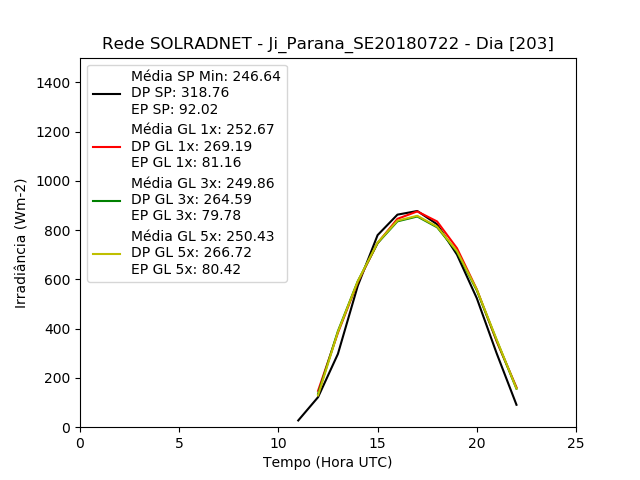 Rede SOLRADNET - Ji_Parana_SE20180722 - Dia [203]
Média SP Min: 246.64
DP SP: 318.76
EP SP: 92.02
Média GL 1x: 252.67
DP GL 1x: 269.19
EP GL 1x: 81.16
Média GL 3x: 249.86
DP GL 3x: 264.59
EP GL 3x: 79.78
Média GL 5x: 250.43
DP GL 5x: 266.72
EP GL 5x: 80.42
Irradiância (Wm-2)
1400
1200
1000
800
600
400
200
0
0 5 10 15 20 25
Tempo (Hora UTC)